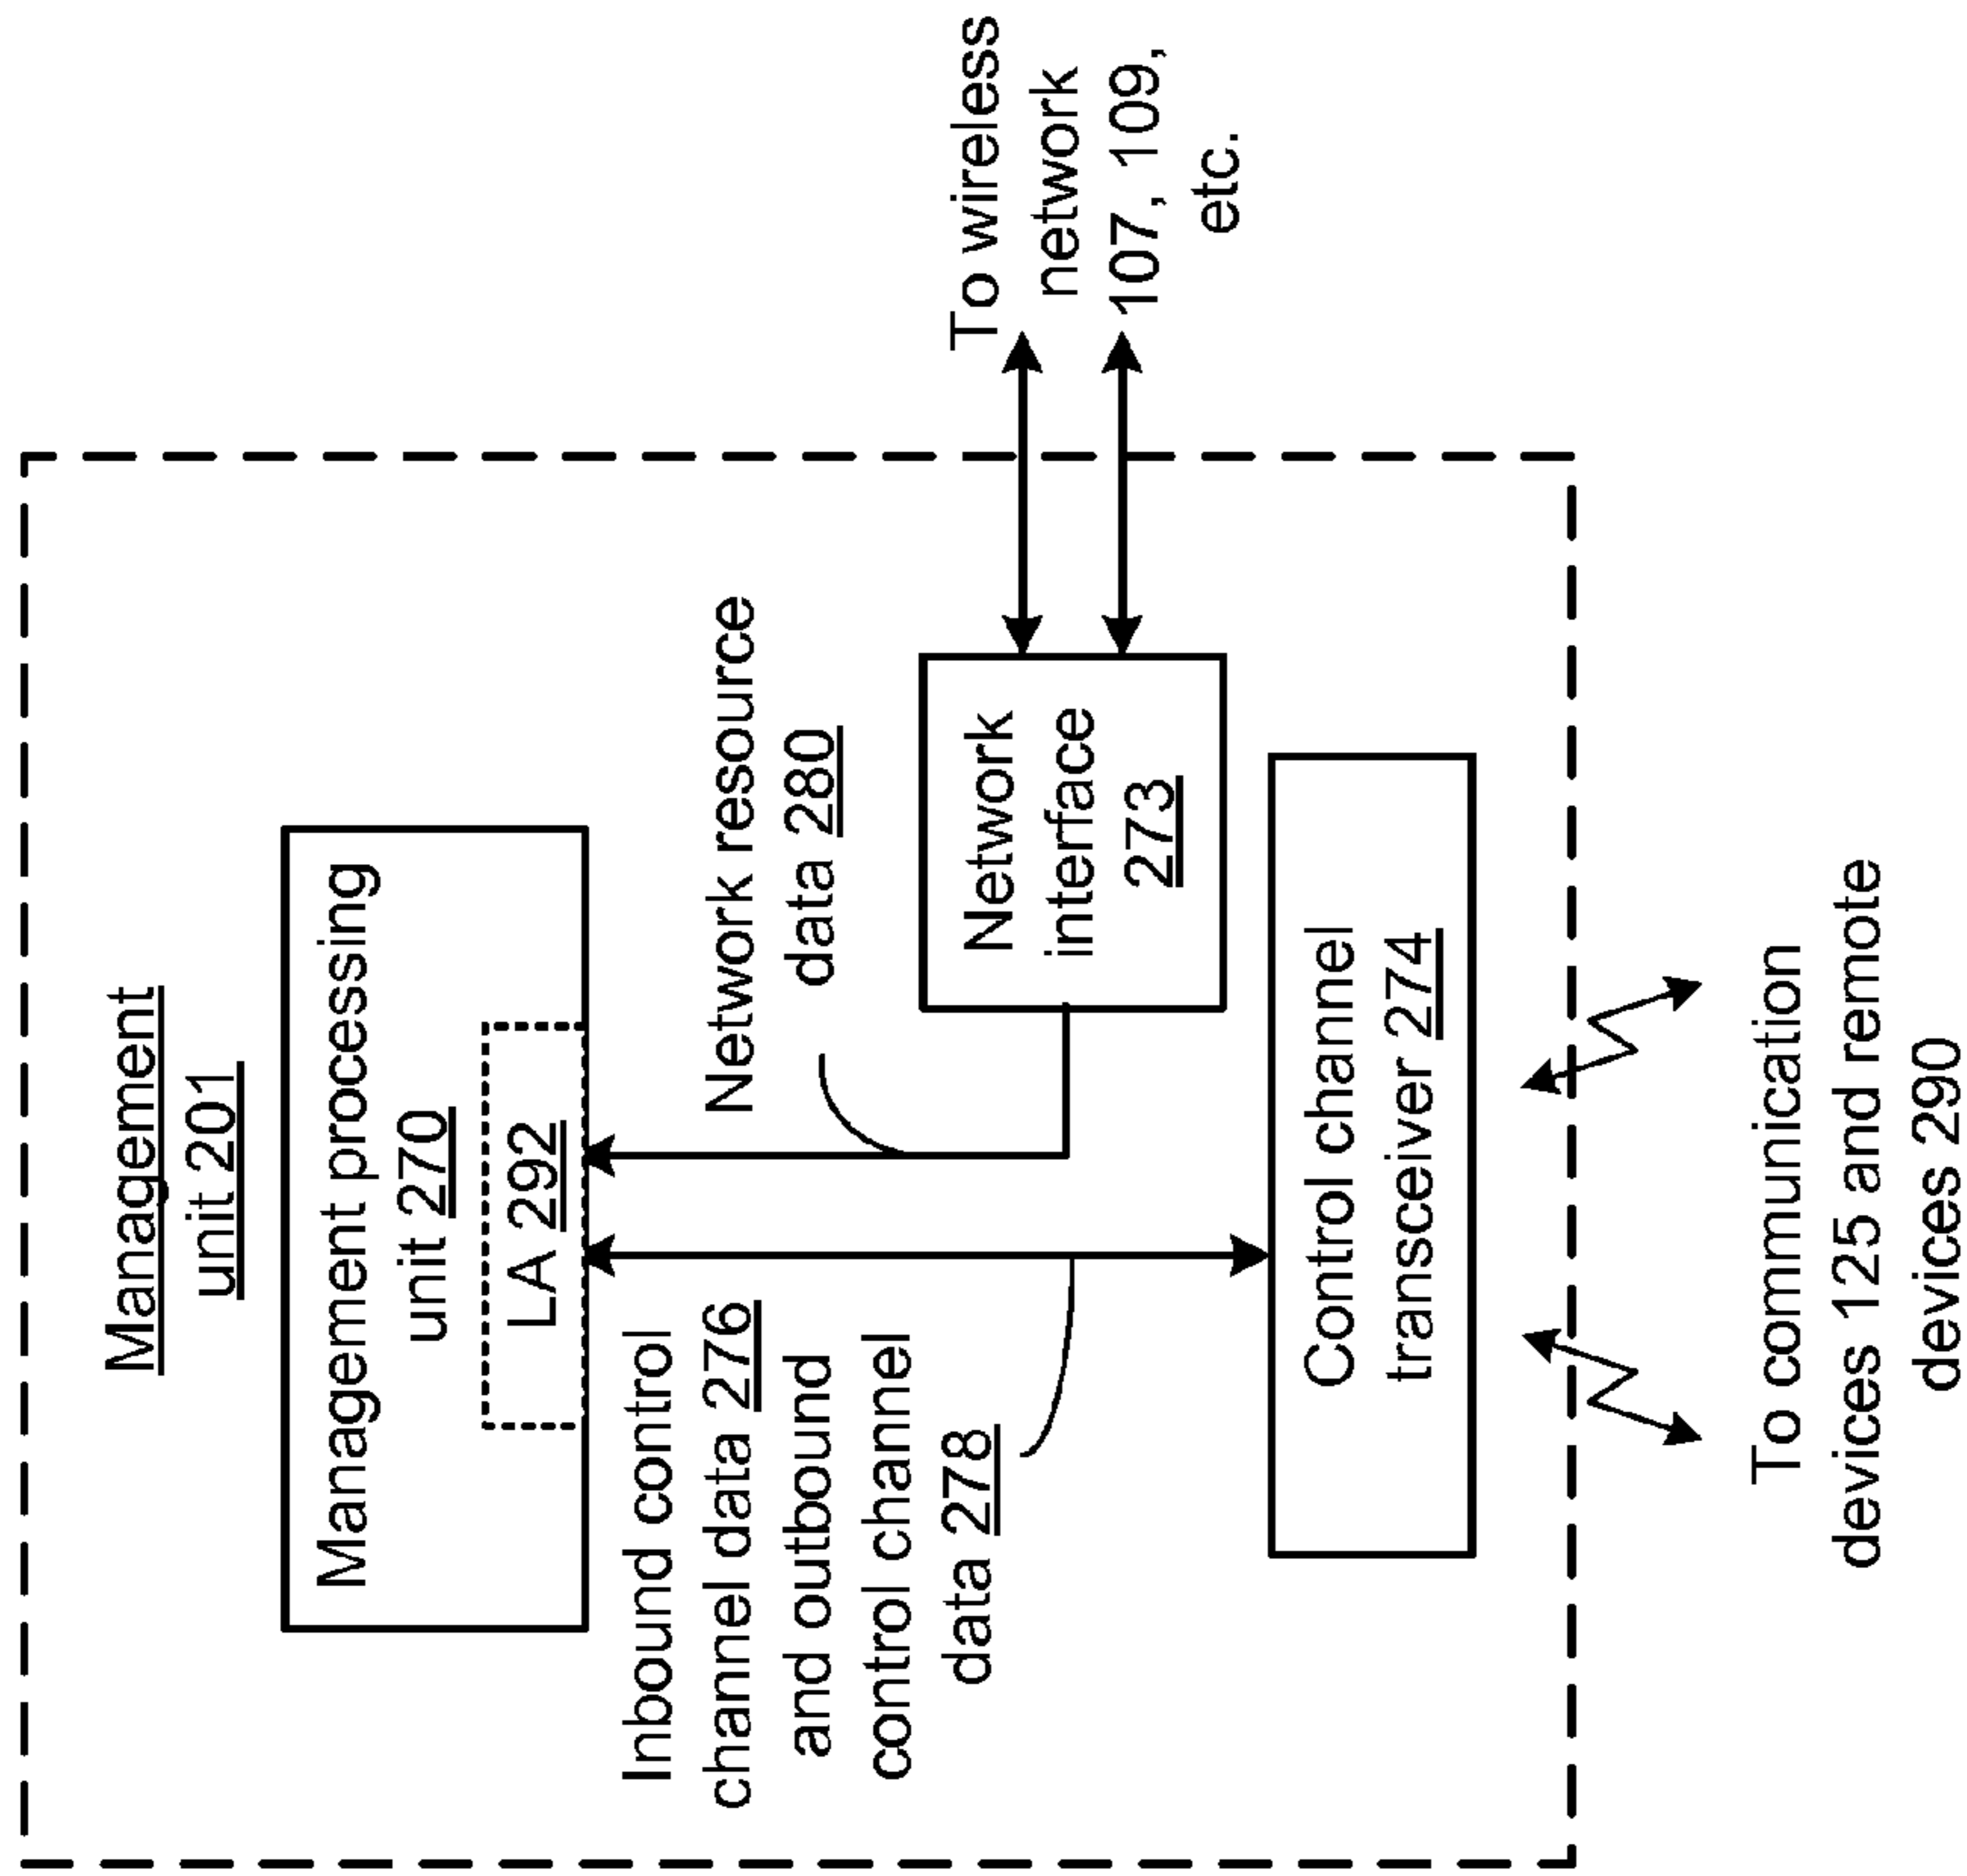 Management
unit 201
Management processing
unit 270
LA 292
Inbound control
channel data 276
and outbound
control channel
data 278
Network resource
data 280
Network
interface
273
To wireless
network
107, 109,
etc.
Control channel
transceiver 274
To communication
devices 125 and remote
devices 290